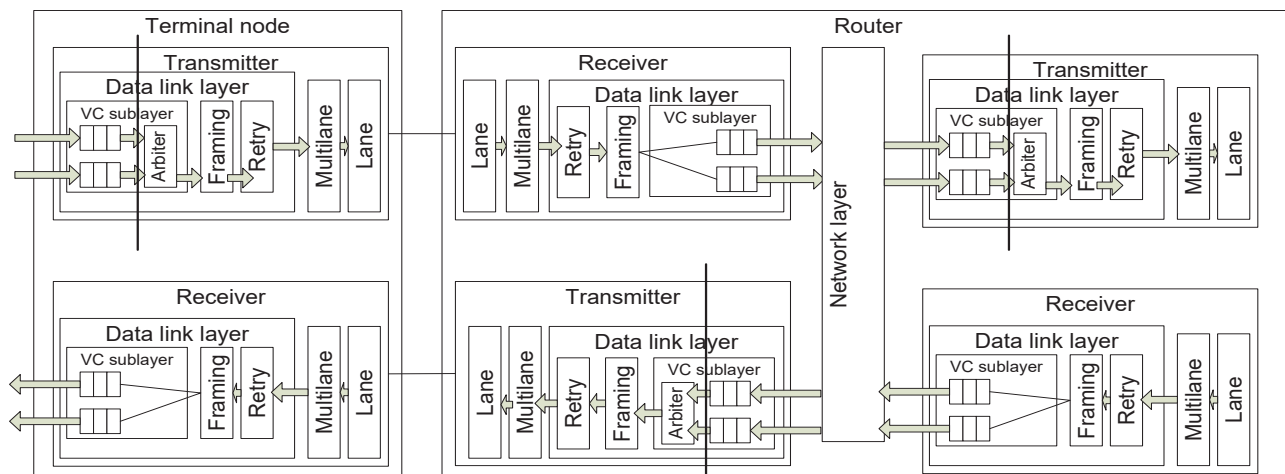 Terminal node
Transmitter
Data link layer
VC sublayer
Arbiter
Framing
Retry
Multilane
Lane
Receiver
Data link layer
VC sublayer
Framing
Retry
Multilane
Lane
Router
Receiver
Lane
Multilane
Data link layer
Retry
Framing
VC sublayer
Transmitter
Lane
Multilane
Data link layer
Retry
Framing
VC sublayer
Arbiter
Network layer
Transmitter
Data link layer
VC sublayer
Arbiter
Framing
Retry
Multilane
Lane
Receiver
Data link layer
VC sublayer
Framing
Retry
Multilane
Lane